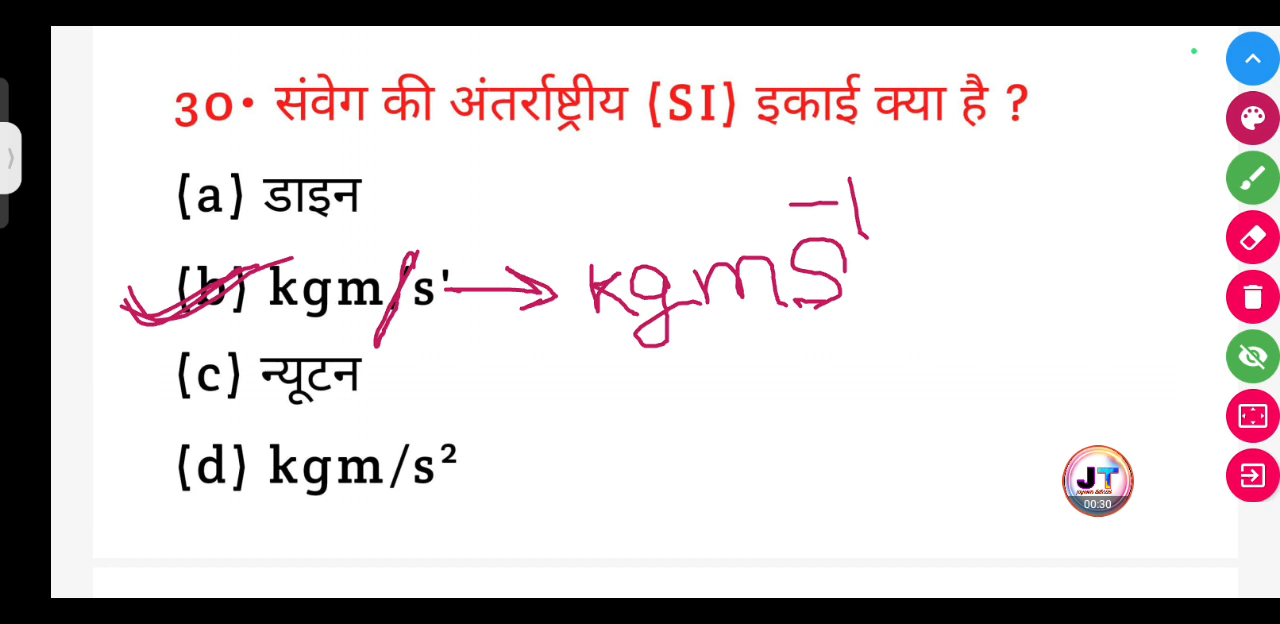 30. संवेग की अंतर्राष्ट्रीय (SI) इकाई क्या है ?
(a) डाइन
(b) kgm/s' → kgmS⁻¹
(c) न्यूटन
(d) kgm/s²
JT
00:30